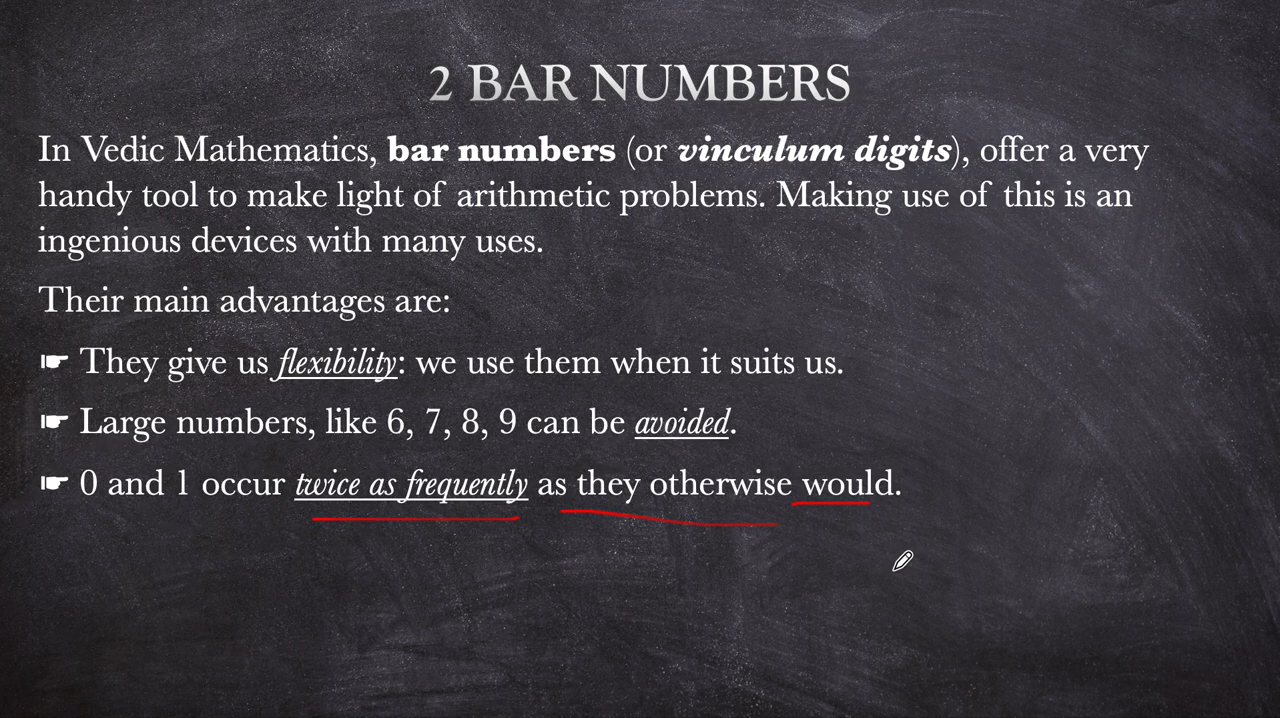 2 BAR NUMBERS
In Vedic Mathematics, bar numbers (or vinculum digits), offer a very
handy tool to make light of arithmetic problems. Making use of this is an
ingenious devices with many uses.
Their main advantages are:
☛ They give us flexibility: we use them when it suits us.
☛ Large numbers, like 6, 7, 8, 9 can be avoided.
☛ 0 and 1 occur twice as frequently as they otherwise would.